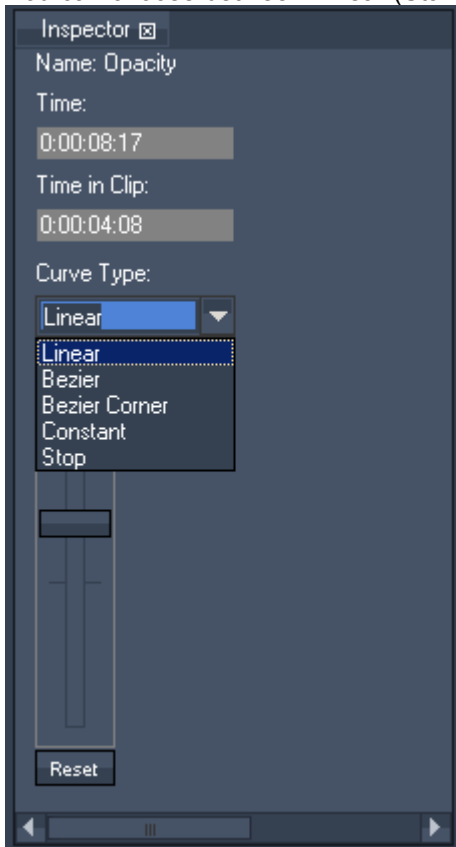 Inspector
Name: Opacity
Time:
0:00:08:17
Time in Clip:
0:00:04:08
Curve Type:
Linear
Linear
Bezier
Bezier Corner
Constant
Stop
Reset